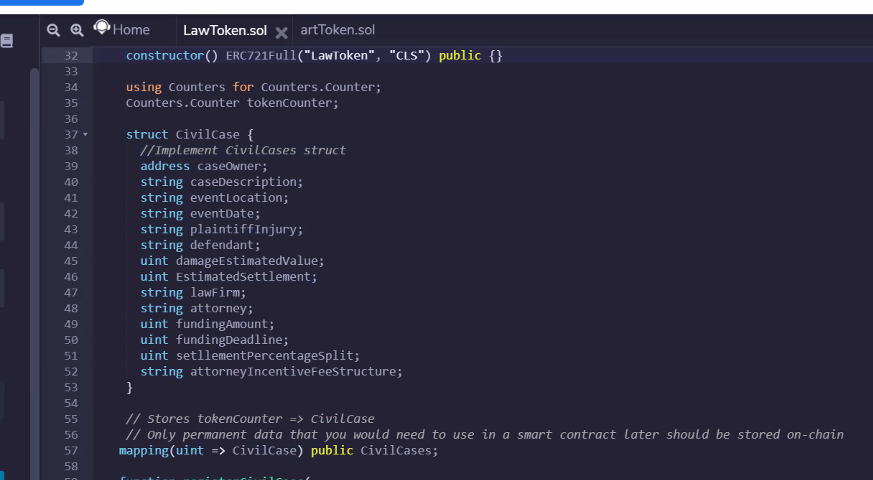 Home LawToken.sol artToken.sol
32 constructor() ERC721Full("LawToken", "CLS") public {}
33
34 using Counters for Counters.Counter;
35 Counters.Counter tokenCounter;
36
37 struct CivilCase {
38 //Implement CivilCases struct
39 address caseOwner;
40 string caseDescription;
41 string eventLocation;
42 string eventDate;
43 string plaintiffInjury;
44 string defendant;
45 uint damageEstimatedValue;
46 uint EstimatedSettlement;
47 string lawFirm;
48 string attorney;
49 uint fundingAmount;
50 uint fundingDeadline;
51 uint setllementPercentageSplit;
52 string attorneyIncentiveFeeStructure;
53 }
54
55 // Stores tokenCounter => CivilCase
56 // Only permanent data that you would need to use in a smart contract later should be stored on-chain
57 mapping(uint => CivilCase) public CivilCases;
58